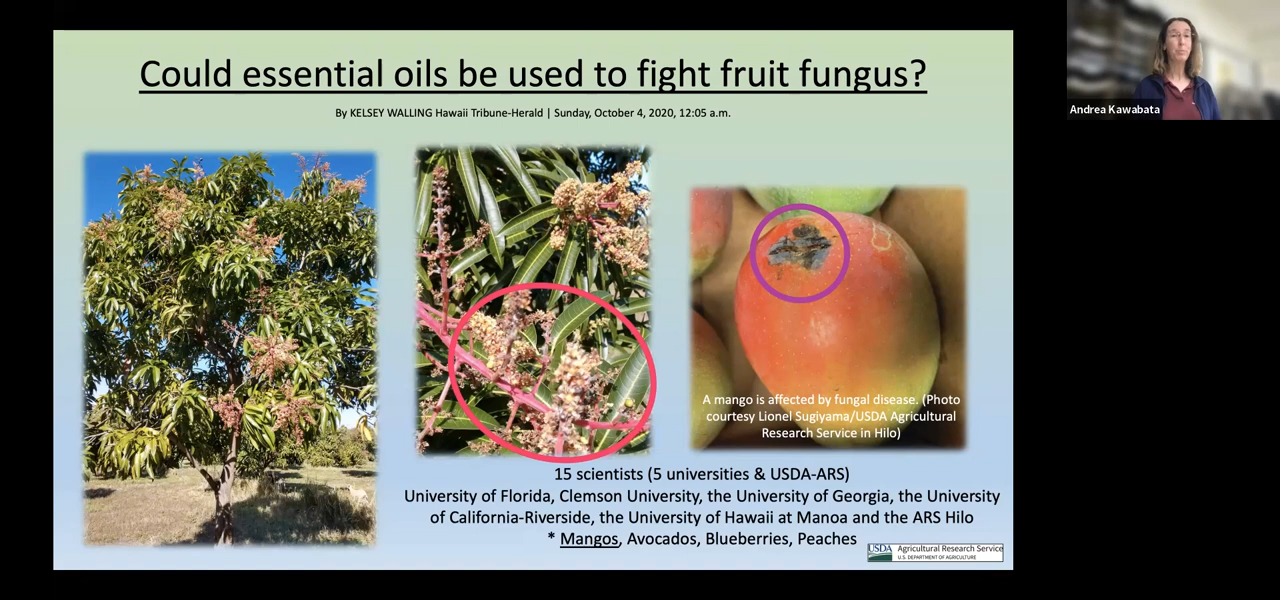 Could essential oils be used to fight fruit fungus?
By KELSEY WALLING Hawaii Tribune-Herald | Sunday, October 4, 2020, 12:05 a.m.
Andrea Kawabata
A mango is affected by fungal disease. (Photo
courtesy Lionel Sugiyama/USDA Agricultural
Research Service in Hilo)
15 scientists (5 universities & USDA-ARS)
University of Florida, Clemson University, the University of Georgia, the University
of California-Riverside, the University of Hawaii at Manoa and the ARS Hilo
* Mangos, Avocados, Blueberries, Peaches
USDA Agricultural Research Service
U.S. DEPARTMENT OF AGRICULTURE